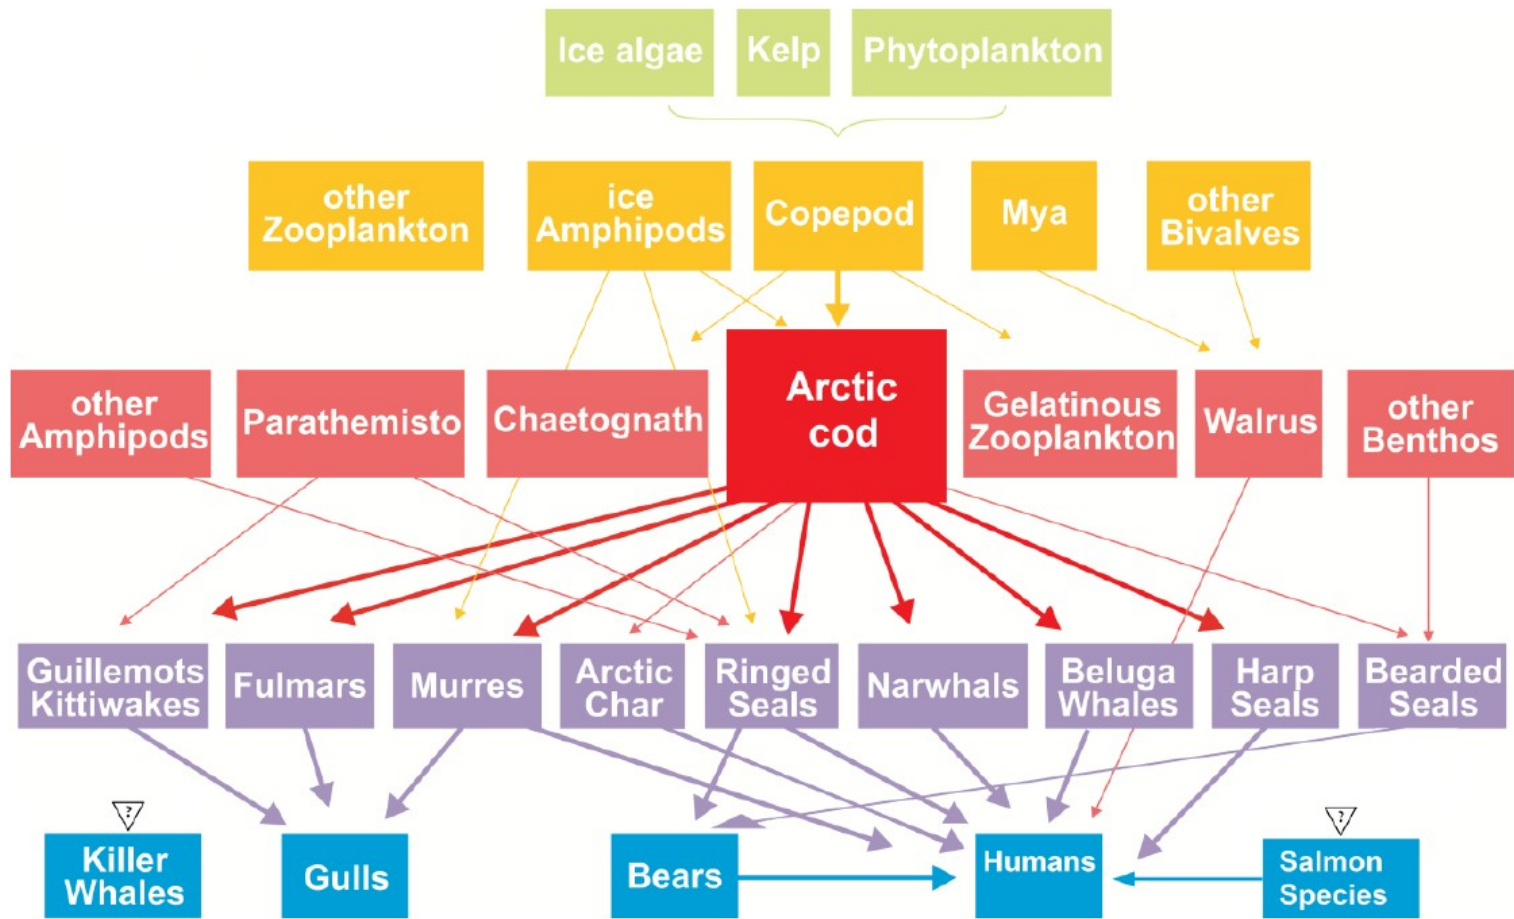 Ice algae
Kelp
Phytoplankton
other
Zooplankton
ice
Amphipods
Copepod
Mya
other
Bivalves
other
Amphipods
Parathemisto
Chaetognath
Arctic
cod
Gelatinous
Zooplankton
Walrus
other
Benthos
Guillemots
Kittiwakes
Fulmars
Murres
Arctic
Char
Ringed
Seals
Narwhals
Beluga
Whales
Harp
Seals
Bearded
Seals
?
Killer
Whales
Gulls
Bears
Humans
?
Salmon
Species